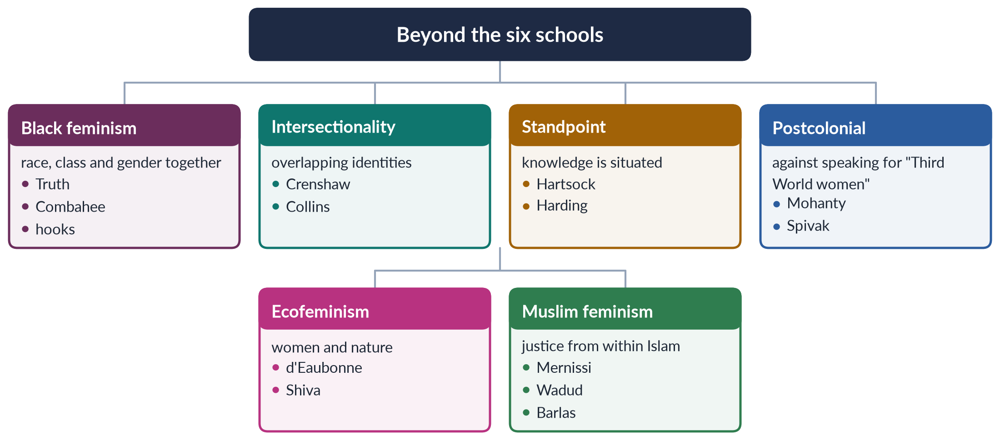 Beyond the six schools
Black feminism
race, class and gender together
Truth
Combahee
hooks
Intersectionality
overlapping identities
Crenshaw
Collins
Standpoint
knowledge is situated
Hartsock
Harding
Postcolonial
against speaking for "Third
World women"
Mohanty
Spivak
Ecofeminism
women and nature
d'Eaubonne
Shiva
Muslim feminism
justice from within Islam
Mernissi
Wadud
Barlas